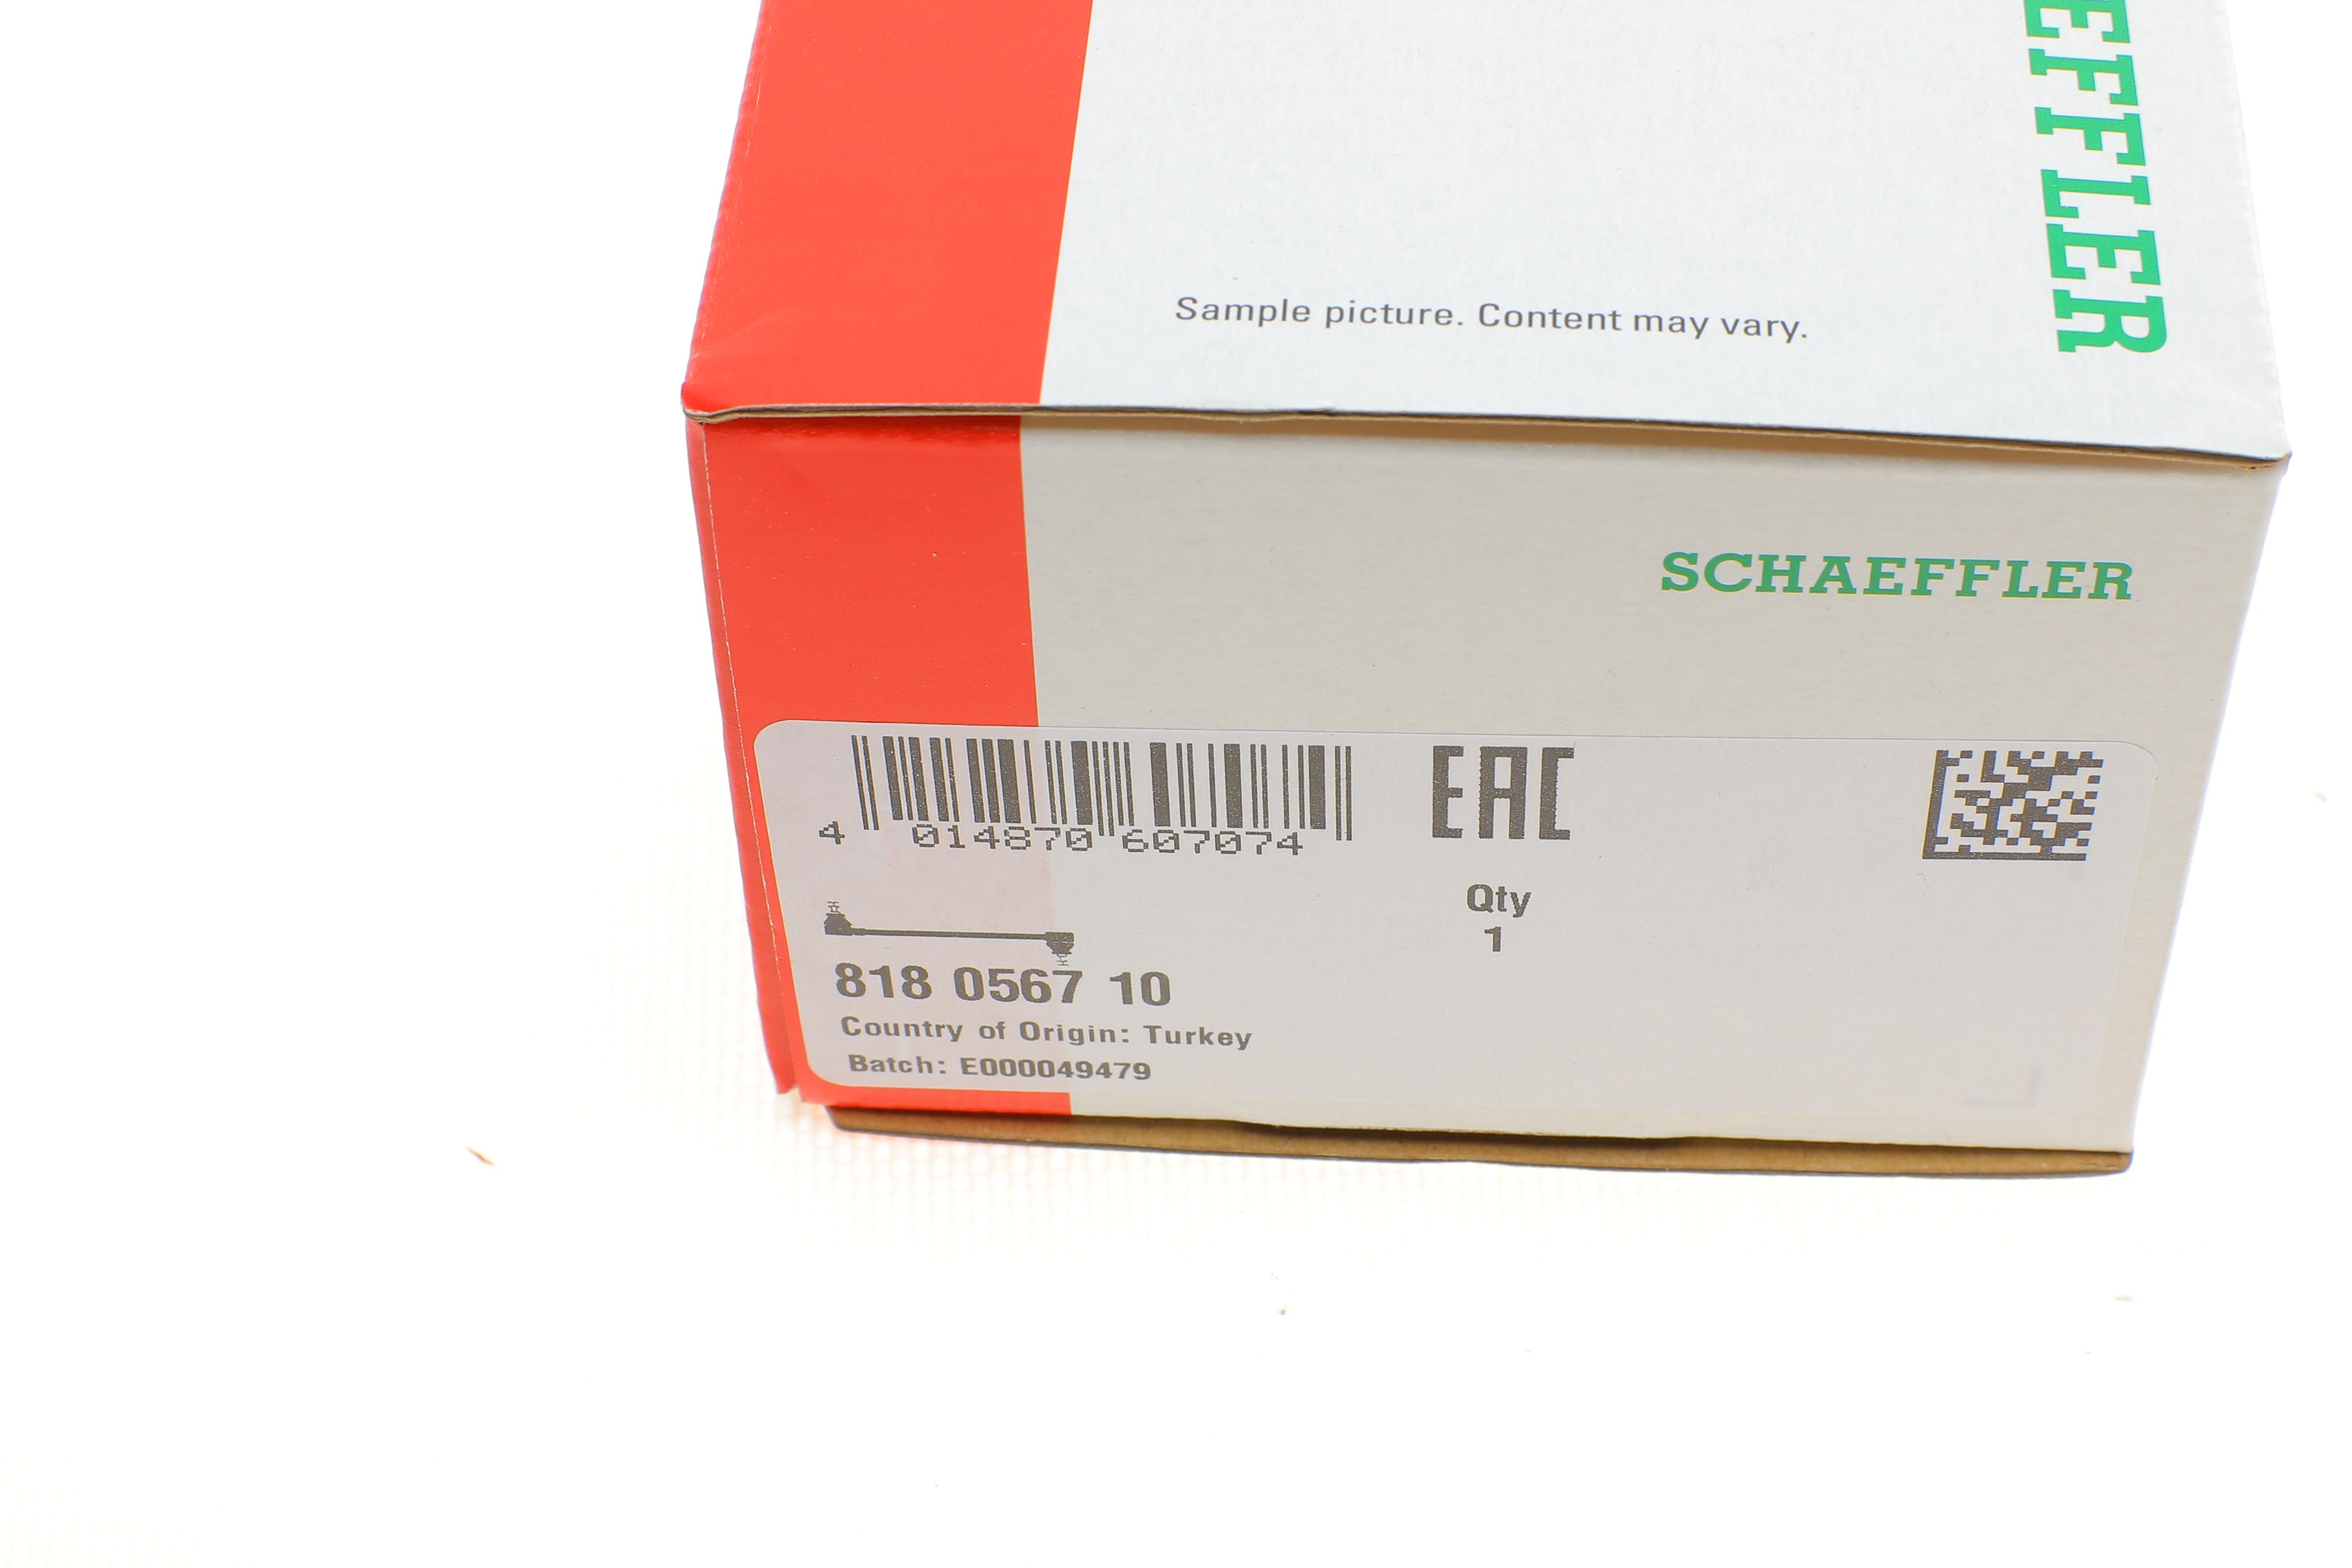 EFFLER
Sample picture. Content may vary.
SCHAEFFLER
4 014870 607074
EAC
Qty
1
818 0567 10
Country of Origin: Turkey
Batch: E000049479